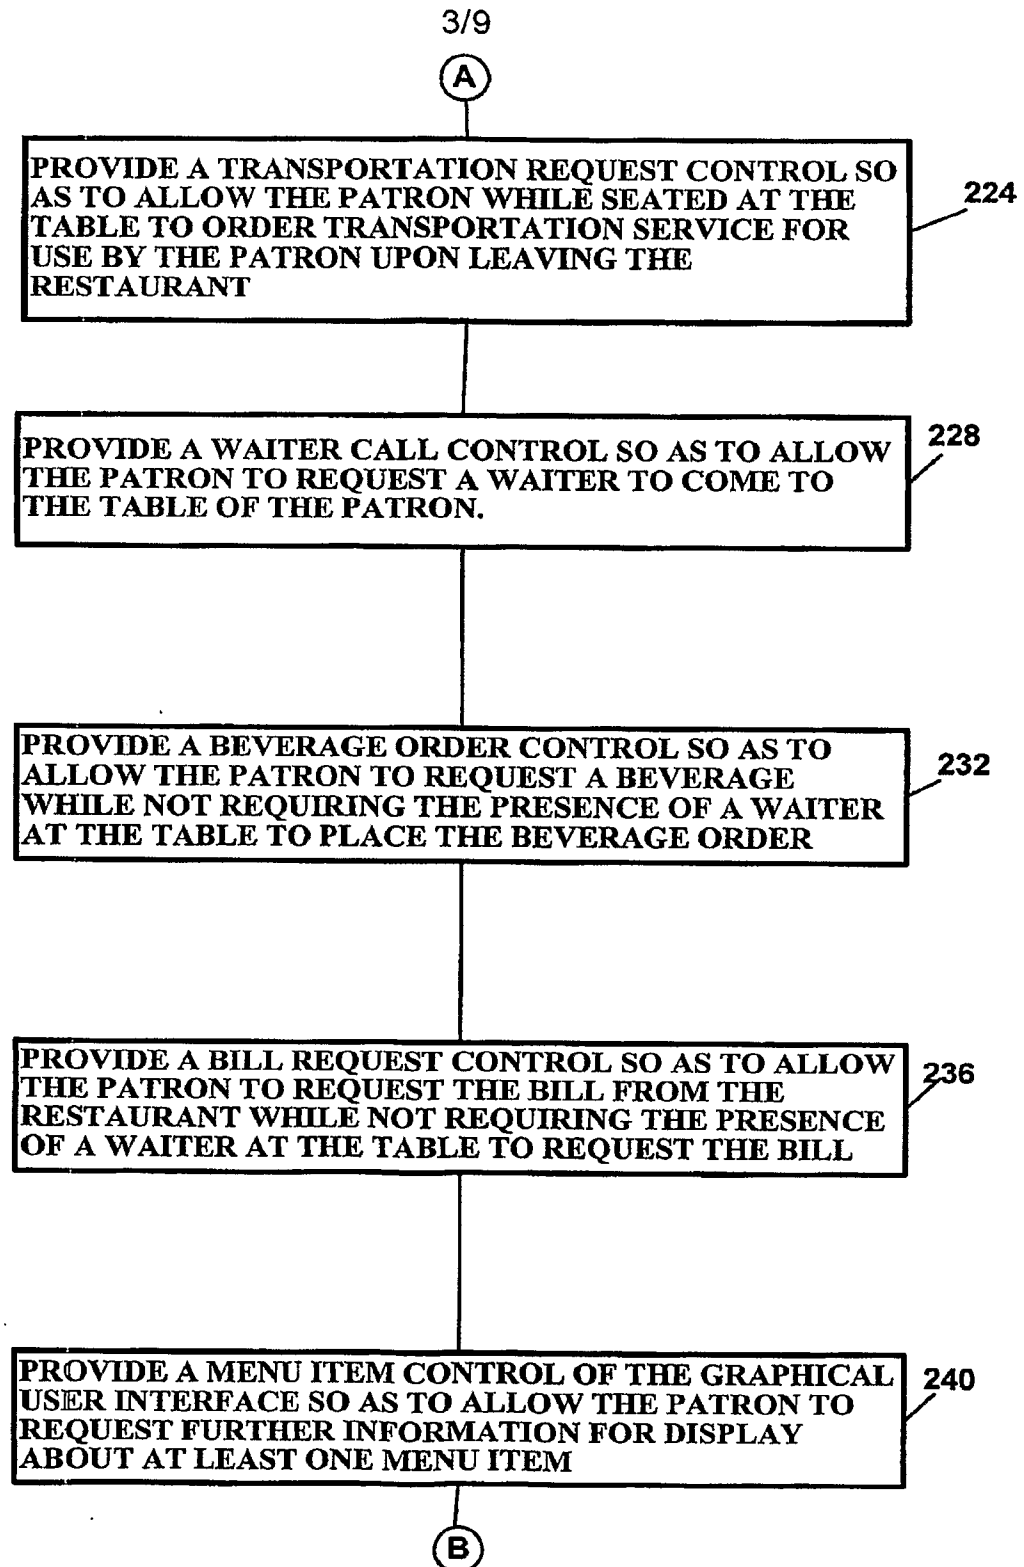 3/9
A
PROVIDE A TRANSPORTATION REQUEST CONTROL SO
AS TO ALLOW THE PATRON WHILE SEATED AT THE
TABLE TO ORDER TRANSPORTATION SERVICE FOR
USE BY THE PATRON UPON LEAVING THE
RESTAURANT
224
PROVIDE A WAITER CALL CONTROL SO AS TO ALLOW
THE PATRON TO REQUEST A WAITER TO COME TO
THE TABLE OF THE PATRON.
228
PROVIDE A BEVERAGE ORDER CONTROL SO AS TO
ALLOW THE PATRON TO REQUEST A BEVERAGE
WHILE NOT REQUIRING THE PRESENCE OF A WAITER
AT THE TABLE TO PLACE THE BEVERAGE ORDER
232
PROVIDE A BILL REQUEST CONTROL SO AS TO ALLOW
THE PATRON TO REQUEST THE BILL FROM THE
RESTAURANT WHILE NOT REQUIRING THE PRESENCE
OF A WAITER AT THE TABLE TO REQUEST THE BILL
236
PROVIDE A MENU ITEM CONTROL OF THE GRAPHICAL
USER INTERFACE SO AS TO ALLOW THE PATRON TO
REQUEST FURTHER INFORMATION FOR DISPLAY
ABOUT AT LEAST ONE MENU ITEM
240
B